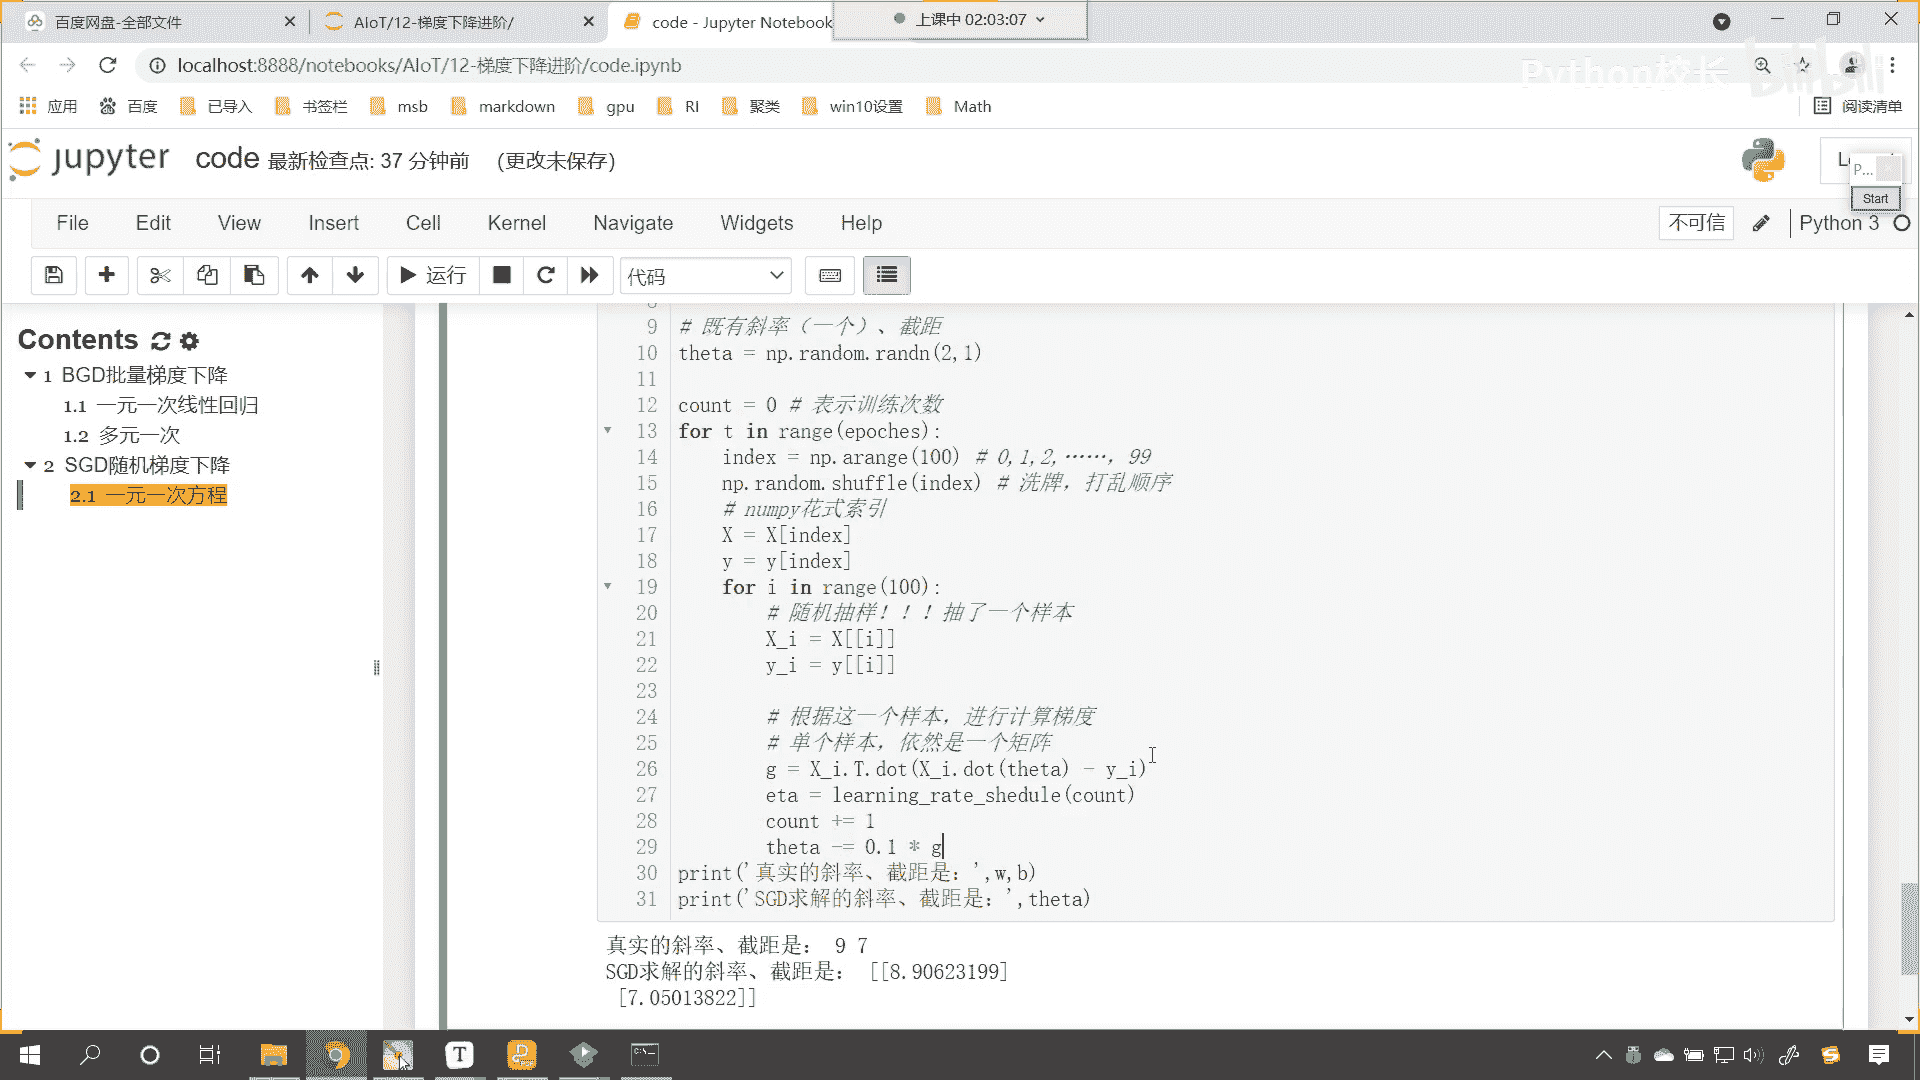 百度网盘-全部文件
AIoT/12-梯度下降进阶/
code - Jupyter Notebook
上课中 02:03:07
localhost:8888/notebooks/AIoT/12-梯度下降进阶/code.ipynb
Python校长
bilibili
应用 百度 已导入 书签栏 msb markdown gpu RI 聚类 win10设置 Math 阅读清单
jupyter code 最新检查点: 37 分钟前 (更改未保存)
P...
Start
File Edit View Insert Cell Kernel Navigate Widgets Help 不可信 Python 3
运行 代码
Contents
1 BGD批量梯度下降
1.1 一元一次线性回归
1.2 多元一次
2 SGD随机梯度下降
2.1 一元一次方程
8
9 # 既有斜率（一个）、截距
10 theta = np.random.randn(2,1)
11
12 count = 0 # 表示训练次数
13 for t in range(epoches):
14 index = np.arange(100) # 0,1,2,……, 99
15 np.random.shuffle(index) # 洗牌，打乱顺序
16 # numpy花式索引
17 X = X[index]
18 y = y[index]
19 for i in range(100):
20 # 随机抽样！！！抽了一个样本
21 X_i = X[[i]]
22 y_i = y[[i]]
23
24 # 根据这一个样本，进行计算梯度
25 # 单个样本，依然是一个矩阵
26 g = X_i.T.dot(X_i.dot(theta) - y_i)
27 eta = learning_rate_shedule(count)
28 count += 1
29 theta -= 0.1 * g
30 print('真实的斜率、截距是：',w,b)
31 print('SGD求解的斜率、截距是：',theta)
真实的斜率、截距是： 9 7
SGD求解的斜率、截距是： [[8.90623199]
[7.05013822]]